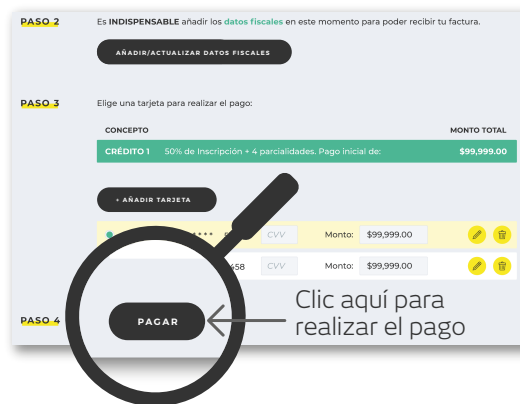 PASO 2
Es INDISPENSABLE añadir los datos fiscales en este momento para poder recibir tu factura.
AÑADIR/ACTUALIZAR DATOS FISCALES
PASO 3
Elige una tarjeta para realizar el pago:
CONCEPTO MONTO TOTAL
CRÉDITO 1 50% de Inscripción + 4 parcialidades. Pago inicial de: $99,999.00
+ AÑADIR TARJETA
**** CVV Monto: $99,999.00
458 CVV Monto: $99,999.00
PASO 4
PAGAR
Clic aquí para
realizar el pago